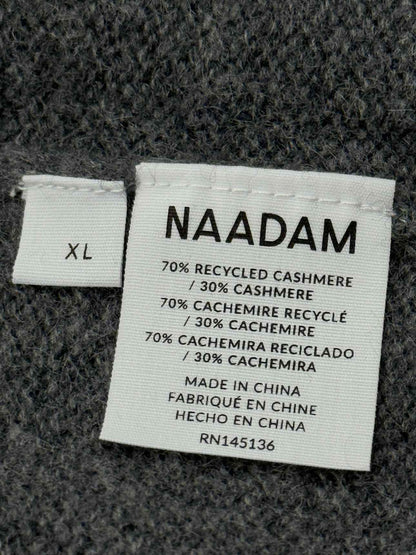 XL
NAADAM
70% RECYCLED CASHMERE
/ 30% CASHMERE
70% CACHEMIRE RECYCLÉ
/ 30% CACHEMIRE
70% CACHEMIRA RECICLADO
/ 30% CACHEMIRA
MADE IN CHINA
FABRIQUÉ EN CHINE
HECHO EN CHINA
RN145136